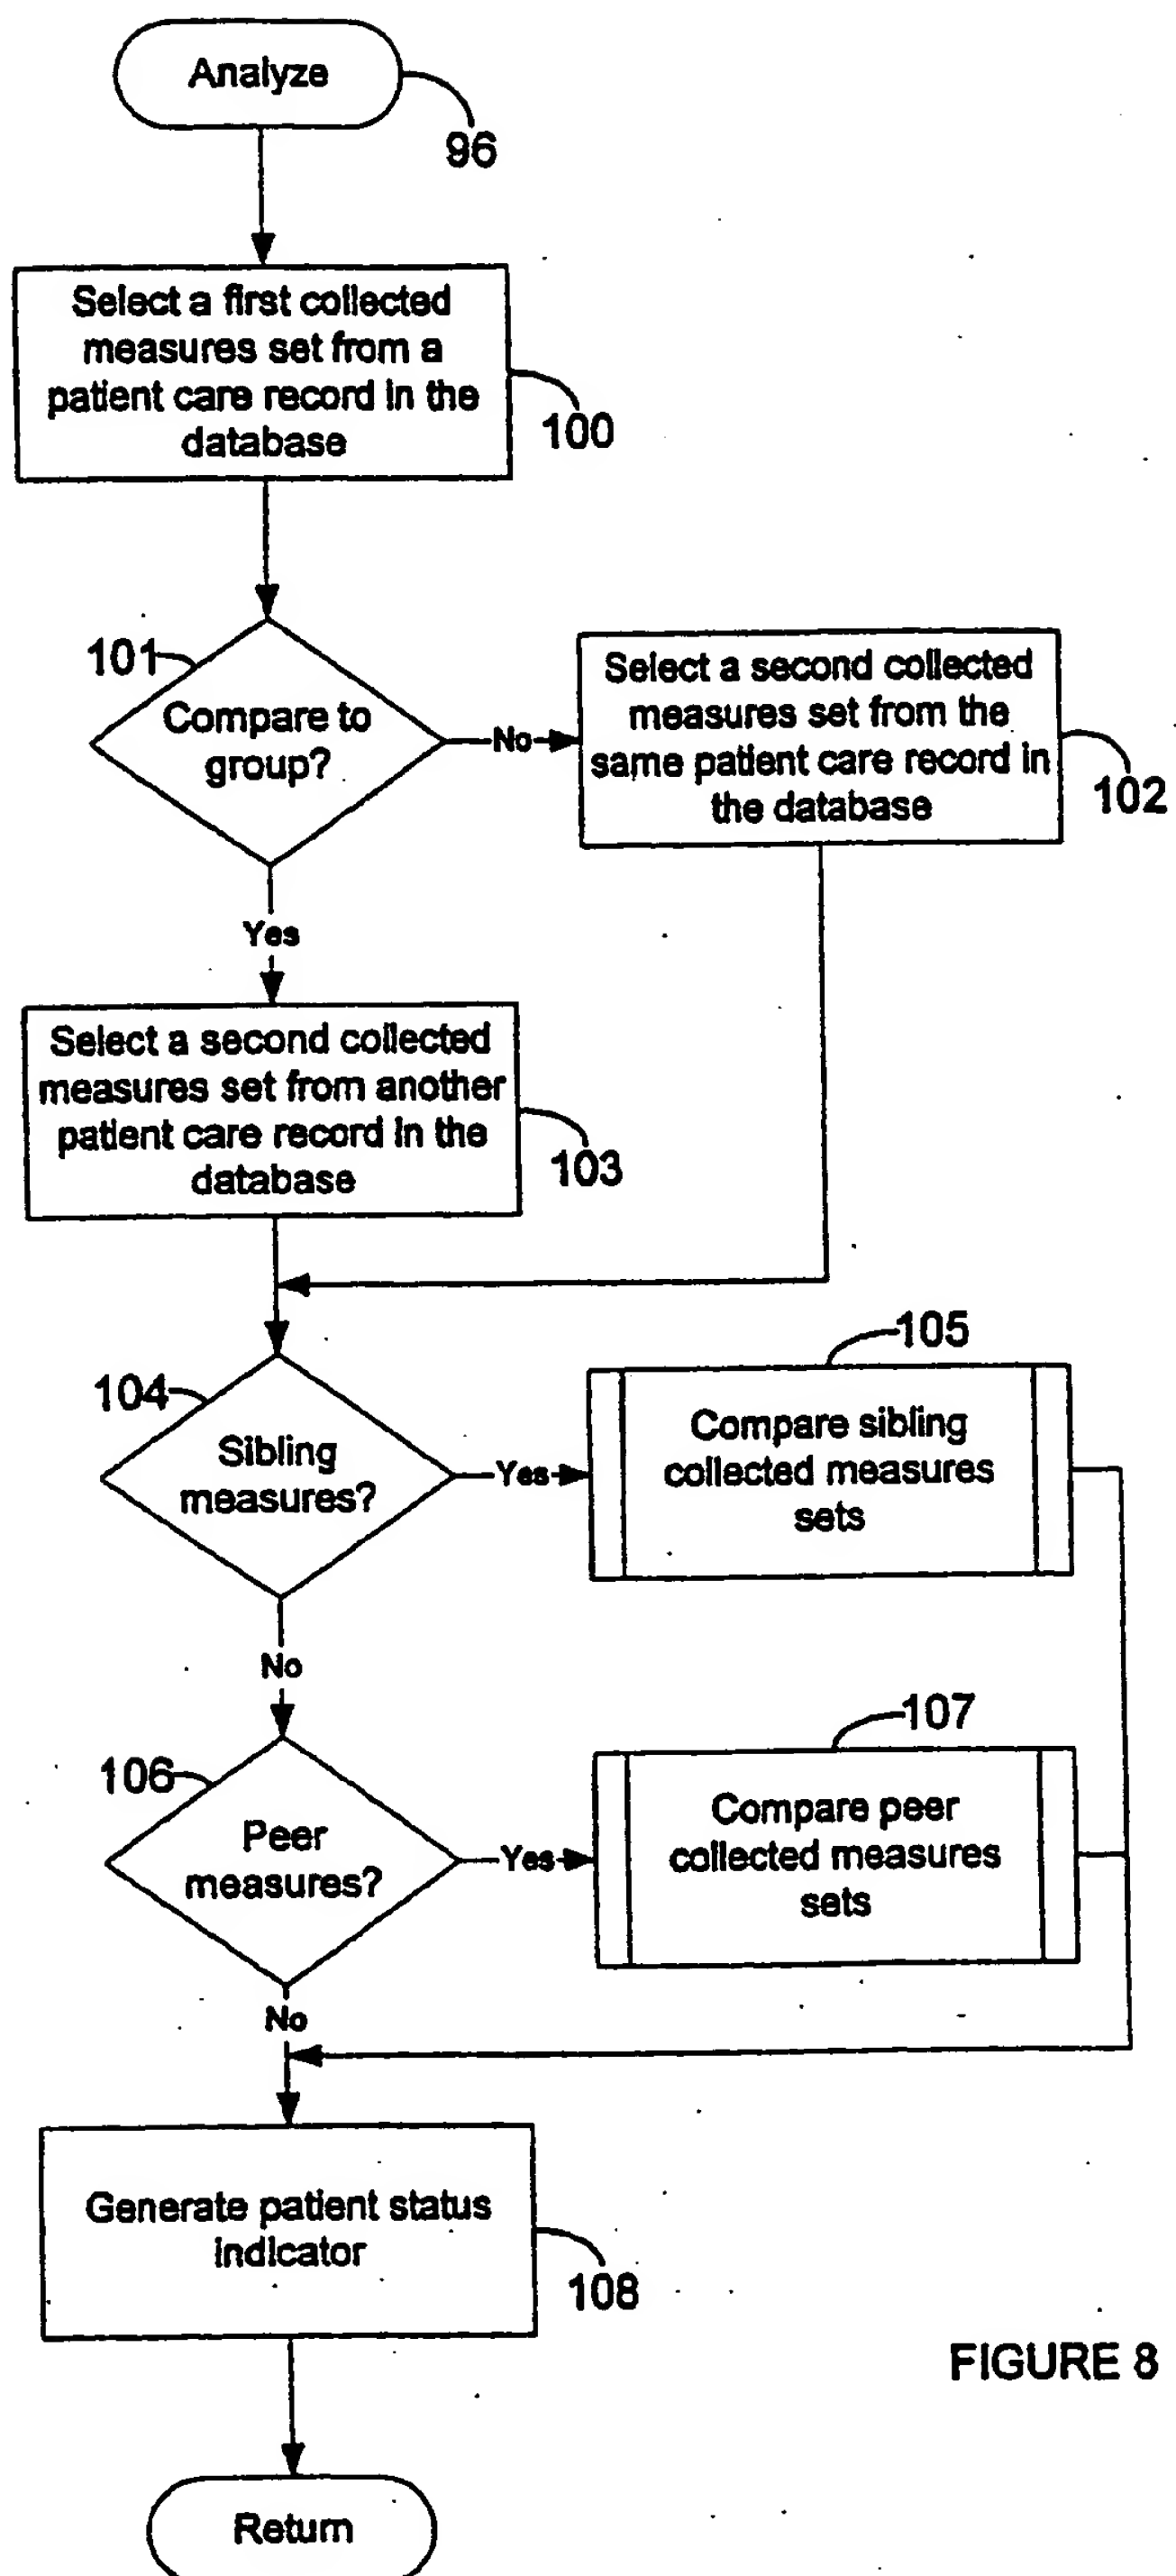 Analyze
96
Select a first collected
measures set from a
patient care record in the
database
100
101
Compare to
group?
No
Select a second collected
measures set from the
same patient care record in
the database
102
Yes
Select a second collected
measures set from another
patient care record in the
database
103
104
Sibling
measures?
Yes
105
Compare sibling
collected measures
sets
No
106
Peer
measures?
Yes
107
Compare peer
collected measures
sets
No
Generate patient status
indicator
108
FIGURE 8
Return